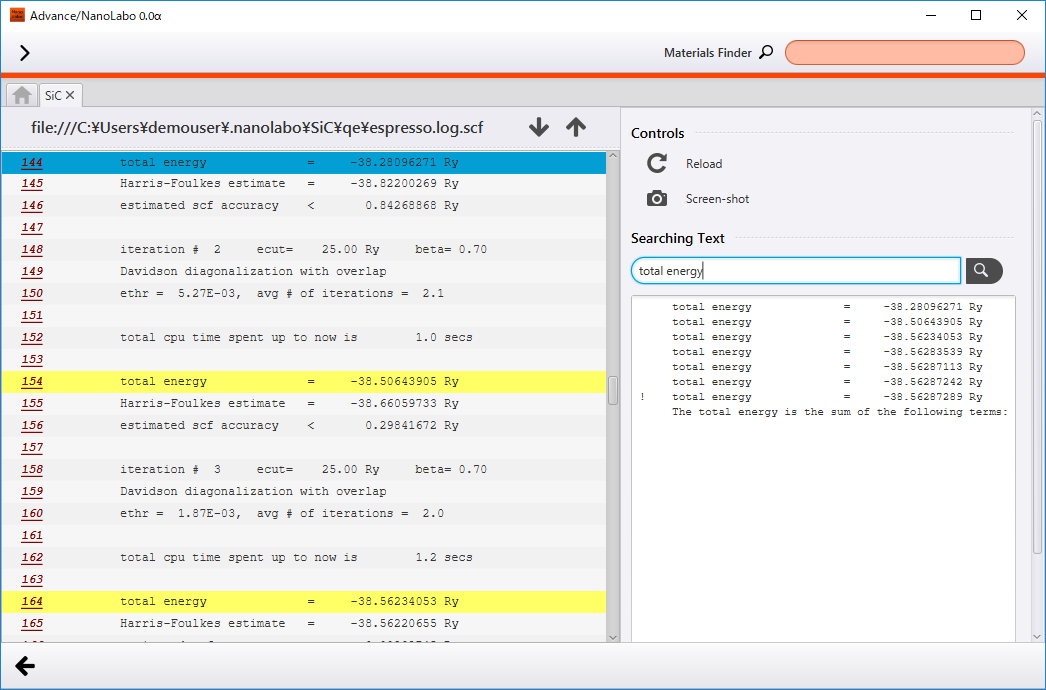 Advance/NanoLabo 0.0α
Materials Finder
SiC
file:///C:¥Users¥demouser¥.nanolabo¥SiC¥qe¥espresso.log.scf
144 total energy = -38.28096271 Ry
145 Harris-Foulkes estimate = -38.82200269 Ry
146 estimated scf accuracy < 0.84268868 Ry
147
148 iteration # 2 ecut= 25.00 Ry beta= 0.70
149 Davidson diagonalization with overlap
150 ethr = 5.27E-03, avg # of iterations = 2.1
151
152 total cpu time spent up to now is 1.0 secs
153
154 total energy = -38.50643905 Ry
155 Harris-Foulkes estimate = -38.66059733 Ry
156 estimated scf accuracy < 0.29841672 Ry
157
158 iteration # 3 ecut= 25.00 Ry beta= 0.70
159 Davidson diagonalization with overlap
160 ethr = 1.87E-03, avg # of iterations = 2.0
161
162 total cpu time spent up to now is 1.2 secs
163
164 total energy = -38.56234053 Ry
165 Harris-Foulkes estimate = -38.56220655 Ry
Controls
Reload
Screen-shot
Searching Text
total energy
total energy = -38.28096271 Ry
total energy = -38.50643905 Ry
total energy = -38.56234053 Ry
total energy = -38.56283539 Ry
total energy = -38.56287113 Ry
total energy = -38.56287242 Ry
! total energy = -38.56287289 Ry
The total energy is the sum of the following terms: